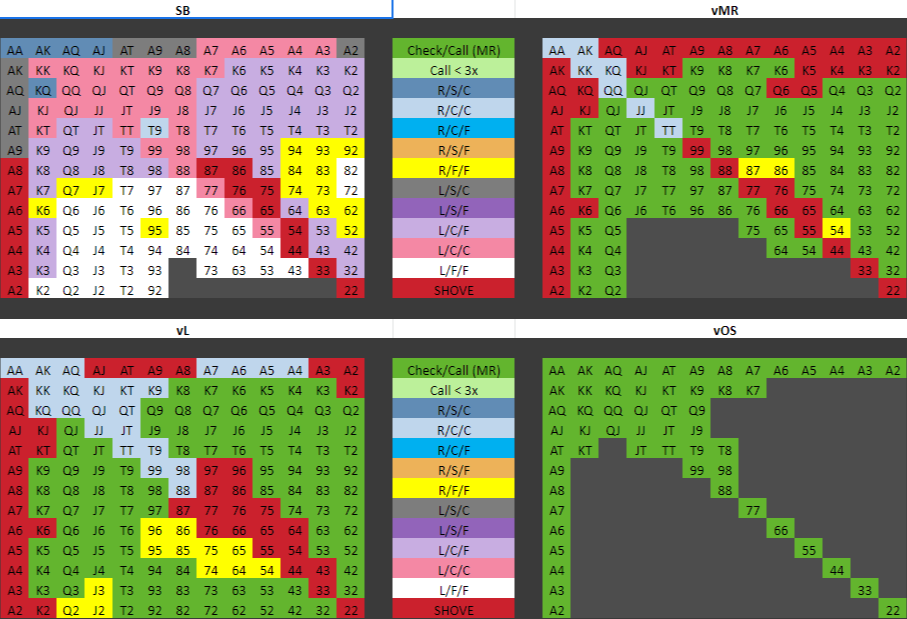 SB vMR
AA AK AQ AJ AT A9 A8 A7 A6 A5 A4 A3 A2 Check/Call (MR) AA AK AQ AJ AT A9 A8 A7 A6 A5 A4 A3 A2
AK KK KQ KJ KT K9 K8 K7 K6 K5 K4 K3 K2 Call < 3x AK KK KQ KJ KT K9 K8 K7 K6 K5 K4 K3 K2
AQ KQ QQ QJ QT Q9 Q8 Q7 Q6 Q5 Q4 Q3 Q2 R/S/C AQ KQ QQ QJ QT Q9 Q8 Q7 Q6 Q5 Q4 Q3 Q2
AJ KJ QJ JJ JT J9 J8 J7 J6 J5 J4 J3 J2 R/C/C AJ KJ QJ JJ JT J9 J8 J7 J6 J5 J4 J3 J2
AT KT QT JT TT T9 T8 T7 T6 T5 T4 T3 T2 R/C/F AT KT QT JT TT T9 T8 T7 T6 T5 T4 T3 T2
A9 K9 Q9 J9 T9 99 98 97 96 95 94 93 92 R/S/F A9 K9 Q9 J9 T9 99 98 97 96 95 94 93 92
A8 K8 Q8 J8 T8 98 88 87 86 85 84 83 82 R/F/F A8 K8 Q8 J8 T8 98 88 87 86 85 84 83 82
A7 K7 Q7 J7 T7 97 87 77 76 75 74 73 72 L/S/C A7 K7 Q7 J7 T7 97 87 77 76 75 74 73 72
A6 K6 Q6 J6 T6 96 86 76 66 65 64 63 62 L/S/F A6 K6 Q6 J6 T6 96 86 76 66 65 64 63 62
A5 K5 Q5 J5 T5 95 85 75 65 55 54 53 52 L/C/F A5 K5 Q5 75 65 55 54 53 52
A4 K4 Q4 J4 T4 94 84 74 64 54 44 43 42 L/C/C A4 K4 Q4 64 54 44 43 42
A3 K3 Q3 J3 T3 93 73 63 53 43 33 32 L/F/F A3 K3 Q3 33 32
A2 K2 Q2 J2 T2 92 22 SHOVE A2 K2 Q2 22
vL vOS
AA AK AQ AJ AT A9 A8 A7 A6 A5 A4 A3 A2 Check/Call (MR) AA AK AQ AJ AT A9 A8 A7 A6 A5 A4 A3 A2
AK KK KQ KJ KT K9 K8 K7 K6 K5 K4 K3 K2 Call < 3x AK KK KQ KJ KT K9 K8 K7
AQ KQ QQ QJ QT Q9 Q8 Q7 Q6 Q5 Q4 Q3 Q2 R/S/C AQ KQ QQ QJ QT Q9
AJ KJ QJ JJ JT J9 J8 J7 J6 J5 J4 J3 J2 R/C/C AJ KJ QJ JJ JT J9
AT KT QT JT TT T9 T8 T7 T6 T5 T4 T3 T2 R/C/F AT KT JT TT T9 T8
A9 K9 Q9 J9 T9 99 98 97 96 95 94 93 92 R/S/F A9 99 98
A8 K8 Q8 J8 T8 98 88 87 86 85 84 83 82 R/F/F A8 88
A7 K7 Q7 J7 T7 97 87 77 76 75 74 73 72 L/S/C A7 77
A6 K6 Q6 J6 T6 96 86 76 66 65 64 63 62 L/S/F A6 66
A5 K5 Q5 J5 T5 95 85 75 65 55 54 53 52 L/C/F A5 55
A4 K4 Q4 J4 T4 94 84 74 64 54 44 43 42 L/C/C A4 44
A3 K3 Q3 J3 T3 93 83 73 63 53 43 33 32 L/F/F A3 33
A2 K2 Q2 J2 T2 92 82 72 62 52 42 32 22 SHOVE A2 22